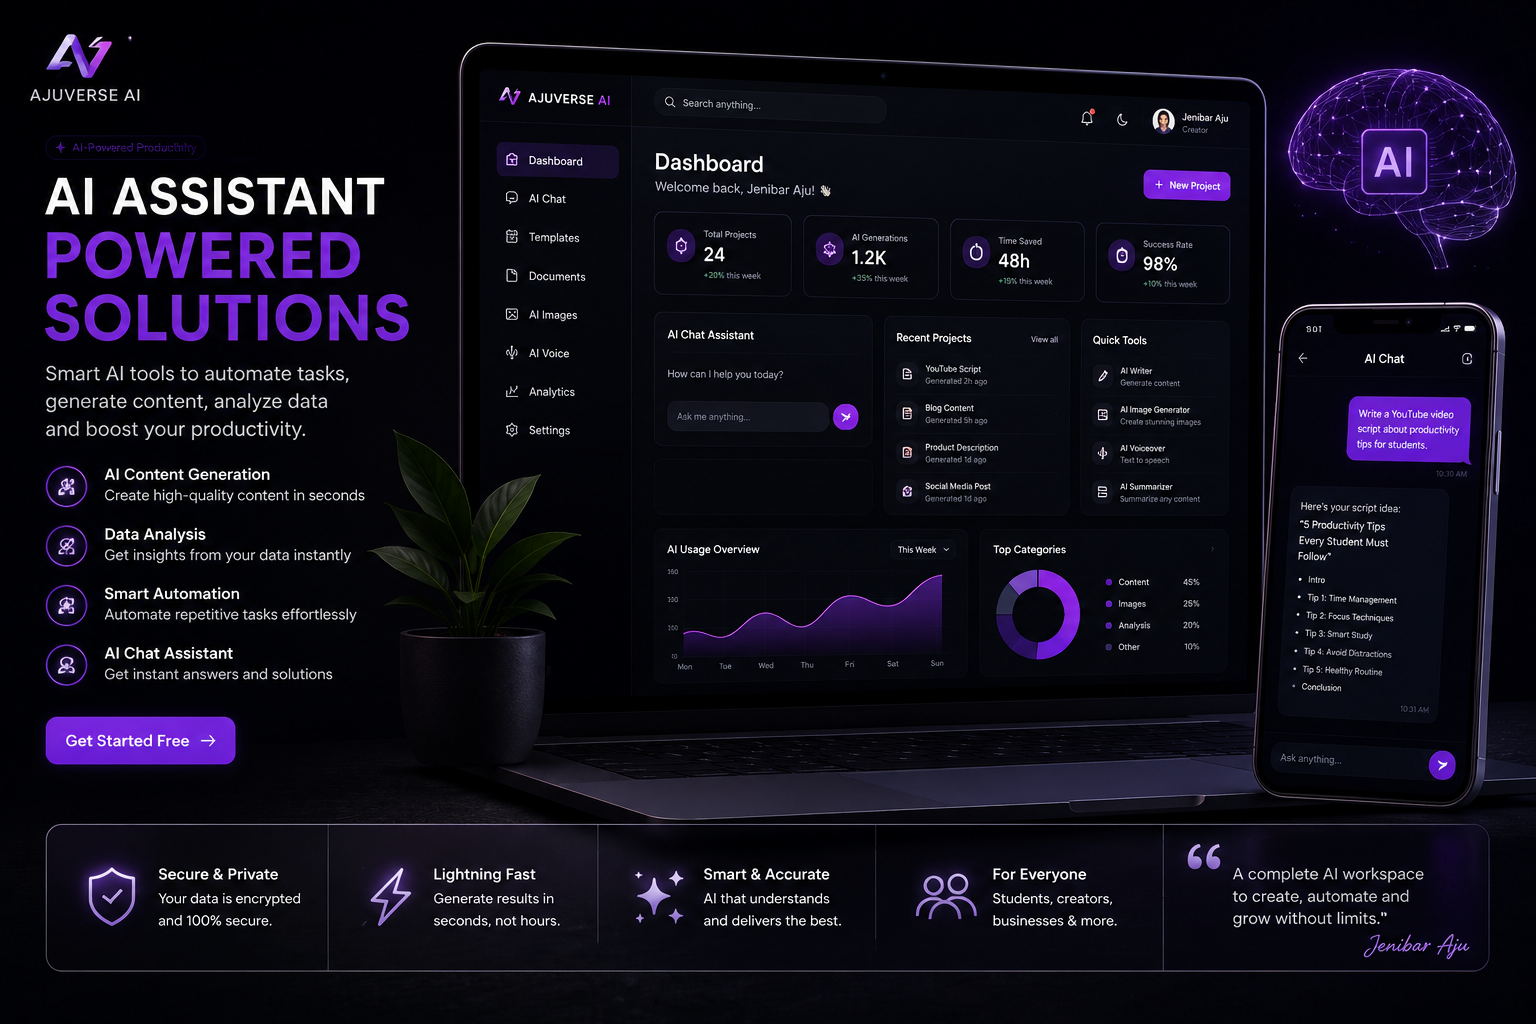 AJUVERSE AI
AI-Powered Productivity
AI ASSISTANT
POWERED
SOLUTIONS
Smart AI tools to automate tasks,
generate content, analyze data
and boost your productivity.
AI Content Generation
Create high-quality content in seconds
Data Analysis
Get insights from your data instantly
Smart Automation
Automate repetitive tasks effortlessly
AI Chat Assistant
Get instant answers and solutions
Get Started Free
AJUVERSE AI
Search anything...
Jenibar Aju
Creator
Dashboard
AI Chat
Templates
Documents
AI Images
AI Voice
Analytics
Settings
Dashboard
Welcome back, Jenibar Aju! 👋
+ New Project
Total Projects
24
+20% this week
AI Generations
1.2K
+35% this week
Time Saved
48h
+15% this week
Success Rate
98%
+10% this week
AI Chat Assistant
How can I help you today?
Ask me anything...
Recent Projects
View all
YouTube Script
Generated 2h ago
Blog Content
Generated 5h ago
Product Description
Generated 1d ago
Social Media Post
Generated 1d ago
Quick Tools
AI Writer
Generate content
AI Image Generator
Create stunning images
AI Voiceover
Text to speech
AI Summarizer
Summarize any content
AI Usage Overview
This Week
Mon Toe Wed Thu Fri Sat Sun
Top Categories
Content 45%
Images 25%
Analysis 20%
Other 10%
AI
AI Chat
Write a YouTube video
script about productivity
tips for students.
10:30 AM
Here's your script idea:
"5 Productivity Tips
Every Student Must
Follow"
• Intro
• Tip 1: Time Management
• Tip 2: Focus Techniques
• Tip 3: Smart Study
• Tip 4: Avoid Distractions
• Tip 5: Healthy Routine
• Conclusion
10:31 AM
Ask anything...
Secure & Private
Your data is encrypted
and 100% secure.
Lightning Fast
Generate results in
seconds, not hours.
Smart & Accurate
AI that understands
and delivers the best.
For Everyone
Students, creators,
businesses & more.
“A complete AI workspace
to create, automate and
grow without limits.”
Jenibar Aju